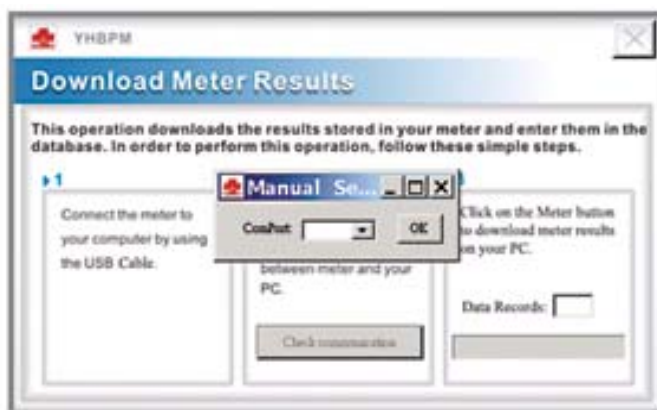 YHBPM
Download Meter Results
This operation downloads the results stored in your meter and enter them in the
database. In order to perform this operation, follow these simple steps.
1
Connect the meter to
your computer by using
the USB Cable.
Manual Se...
ComPort
OK
between meter and your
PC.
Check communication
Click on the Meter button
to download meter results
on your PC.
Data Records: